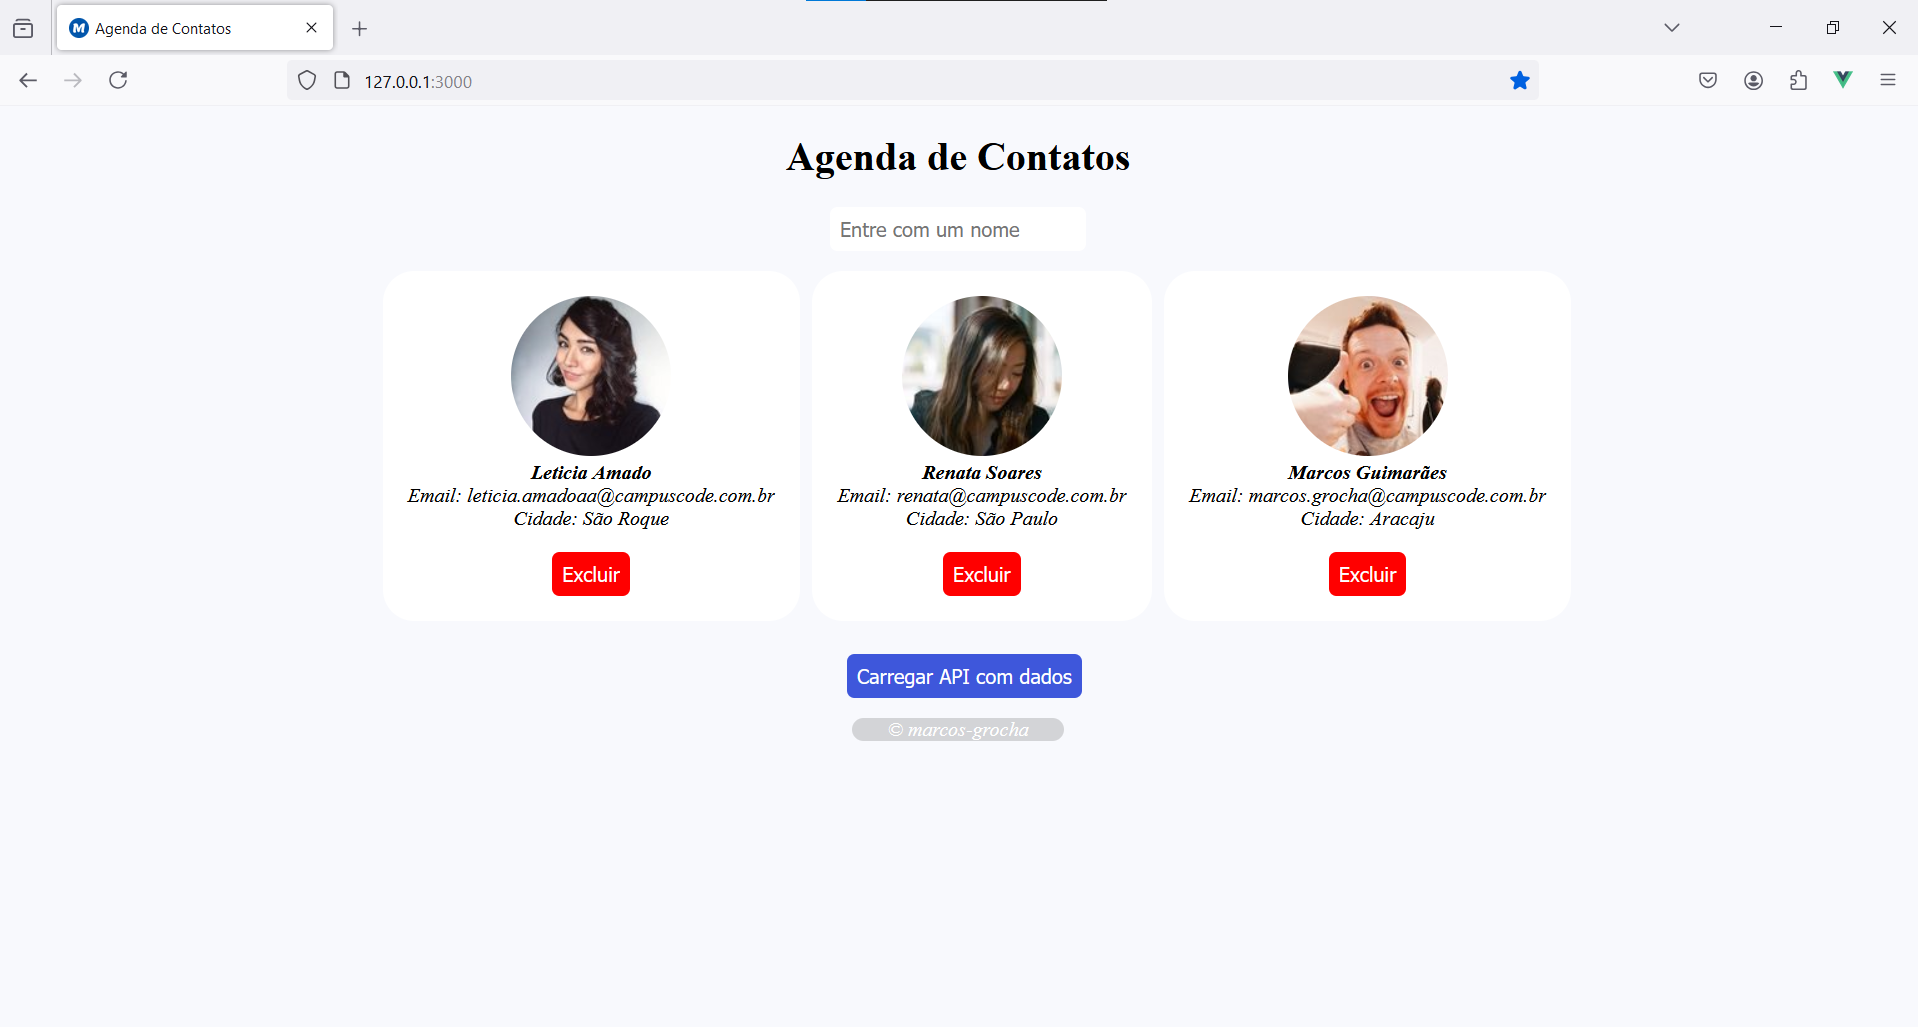 Agenda de Contatos
127.0.0.1:3000
Agenda de Contatos
Entre com um nome
Leticia Amado
Email: leticia.amadoaa@campuscode.com.br
Cidade: São Roque
Excluir
Renata Soares
Email: renata@campuscode.com.br
Cidade: São Paulo
Excluir
Marcos Guimarães
Email: marcos.grocha@campuscode.com.br
Cidade: Aracaju
Excluir
Carregar API com dados
© marcos-grocha